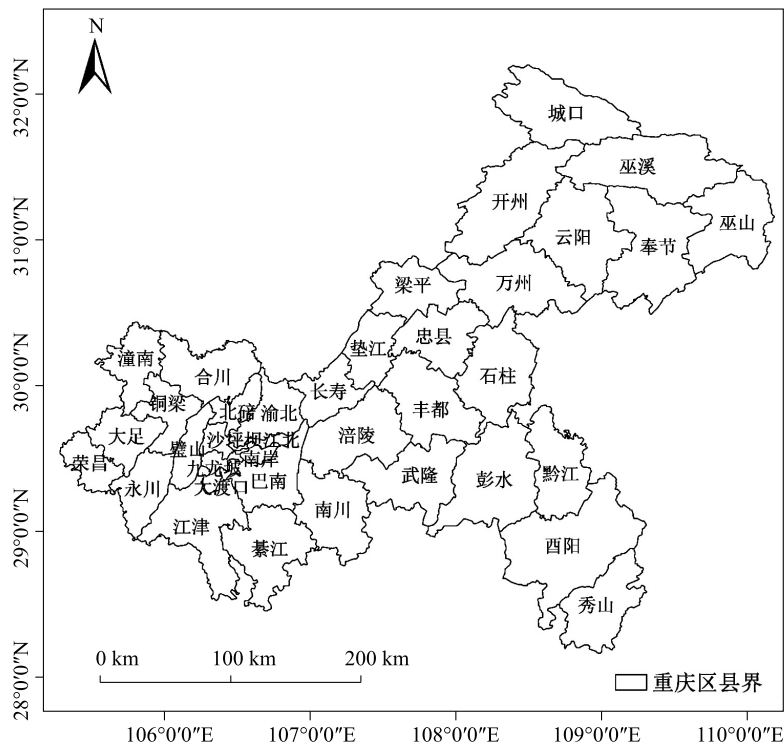 N
32°0′0″N
31°0′0″N
30°0′0″N
29°0′0″N
28°0′0″N
城口
巫溪
开州
巫山
云阳
奉节
万州
梁平
忠县
垫江
潼南
合川
石柱
长寿
铜梁
北碚
渝北
丰都
大足
涪陵
沙坪坝
江北
璧山
南岸
荣昌
九龙坡
武隆
黔江
永川
大渡口
巴南
彭水
南川
江津
綦江
酉阳
秀山
0 km 100 km 200 km
重庆区县界
106°0′0″E 107°0′0″E 108°0′0″E 109°0′0″E 110°0′0″E